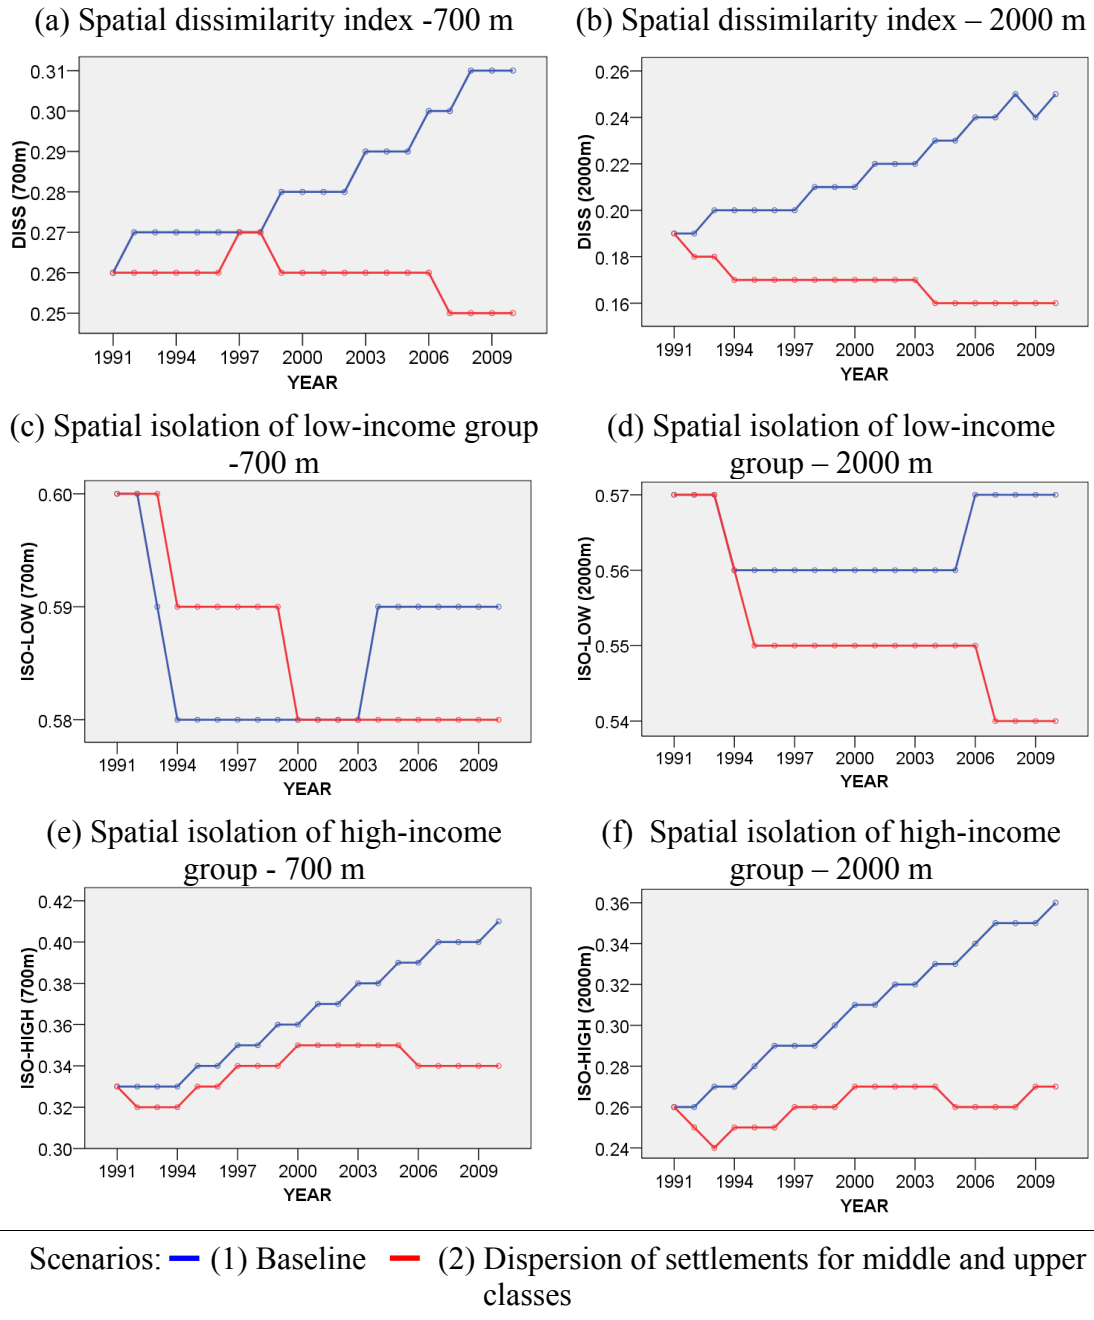 (a) Spatial dissimilarity index -700 m
0.31
0.30
0.29
0.28
0.27
0.26
0.25
DISS (700m)
1991 1994 1997 2000 2003 2006 2009
YEAR
(b) Spatial dissimilarity index – 2000 m
0.26
0.24
0.22
0.20
0.18
0.16
DISS (2000m)
1991 1994 1997 2000 2003 2006 2009
YEAR
(c) Spatial isolation of low-income group
-700 m
0.60
0.59
0.58
ISO-LOW (700m)
1991 1994 1997 2000 2003 2006 2009
YEAR
(d) Spatial isolation of low-income
group – 2000 m
0.57
0.56
0.55
0.54
ISO-LOW (2000m)
1991 1994 1997 2000 2003 2006 2009
YEAR
(e) Spatial isolation of high-income
group - 700 m
0.42
0.40
0.38
0.36
0.34
0.32
0.30
ISO-HIGH (700m)
1991 1994 1997 2000 2003 2006 2009
YEAR
(f) Spatial isolation of high-income
group – 2000 m
0.36
0.34
0.32
0.30
0.28
0.26
0.24
ISO-HIGH (2000m)
1991 1994 1997 2000 2003 2006 2009
YEAR
Scenarios: (1) Baseline (2) Dispersion of settlements for middle and upper
classes